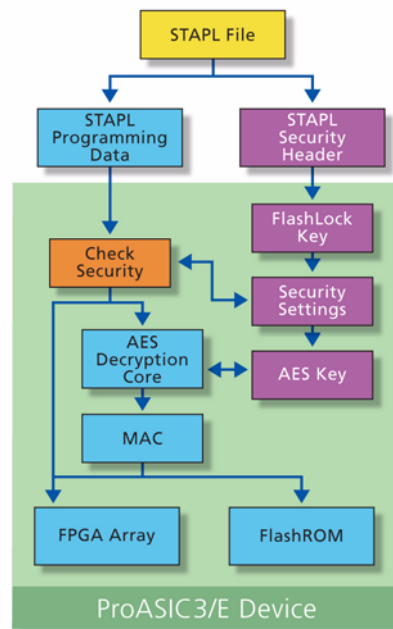 STAPL File
STAPL
Programming
Data
STAPL
Security
Header
FlashLock
Key
Check
Security
Security
Settings
AES
Decryption
Core
AES Key
MAC
FPGA Array
FlashROM
ProASIC3/E Device